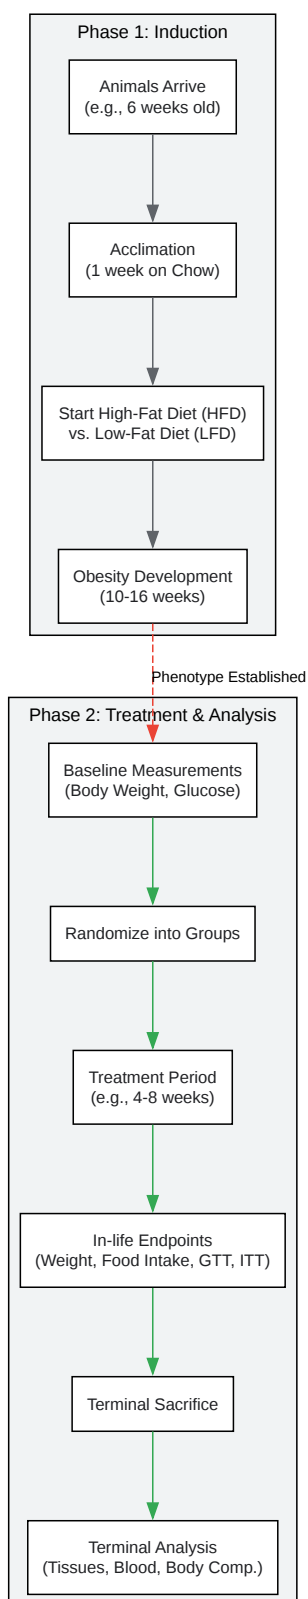 Phase 1: Induction
Animals Arrive
(e.g., 6 weeks old)
Acclimation
(1 week on Chow)
Start High-Fat Diet (HFD)
vs. Low-Fat Diet (LFD)
Obesity Development
(10-16 weeks)
Phenotype Established
Phase 2: Treatment & Analysis
Baseline Measurements
(Body Weight, Glucose)
Randomize into Groups
Treatment Period
(e.g., 4-8 weeks)
In-life Endpoints
(Weight, Food Intake, GTT, ITT)
Terminal Sacrifice
Terminal Analysis
(Tissues, Blood, Body Comp.)